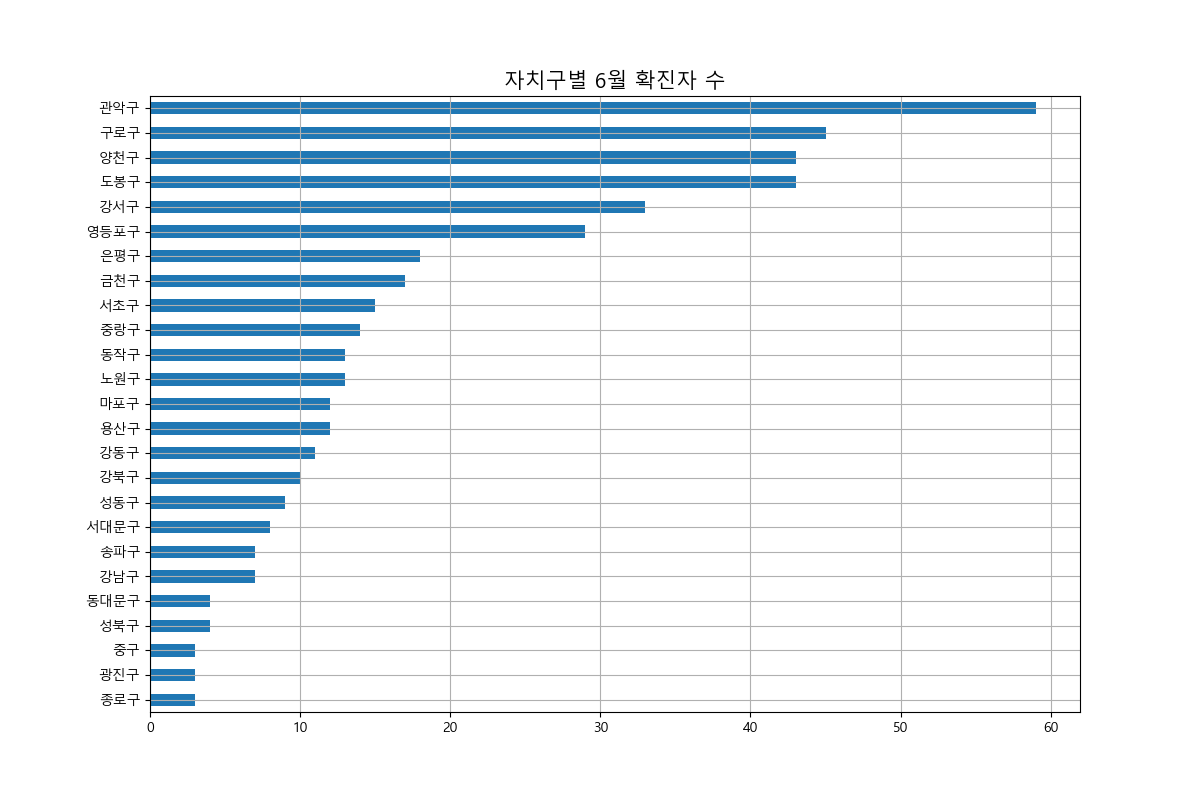 자치구별 6월 확진자 수
관악구
구로구
양천구
도봉구
강서구
영등포구
은평구
금천구
서초구
중랑구
동작구
노원구
마포구
용산구
강동구
강북구
성동구
서대문구
송파구
강남구
동대문구
성북구
중구
광진구
종로구
0 10 20 30 40 50 60